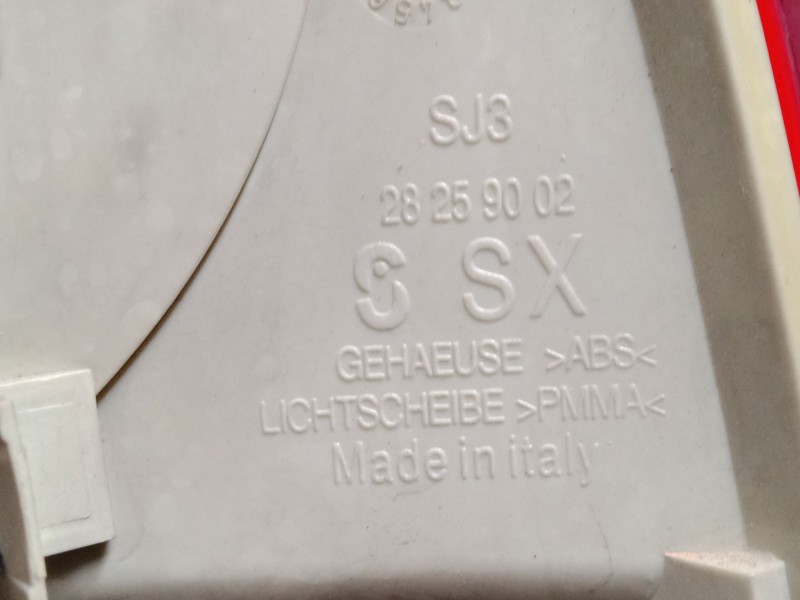 SJ3
28 25 90 02
S SX
GEHAEUSE >ABS<
LICHTSCHEIBE >PMMA<
Made in italy